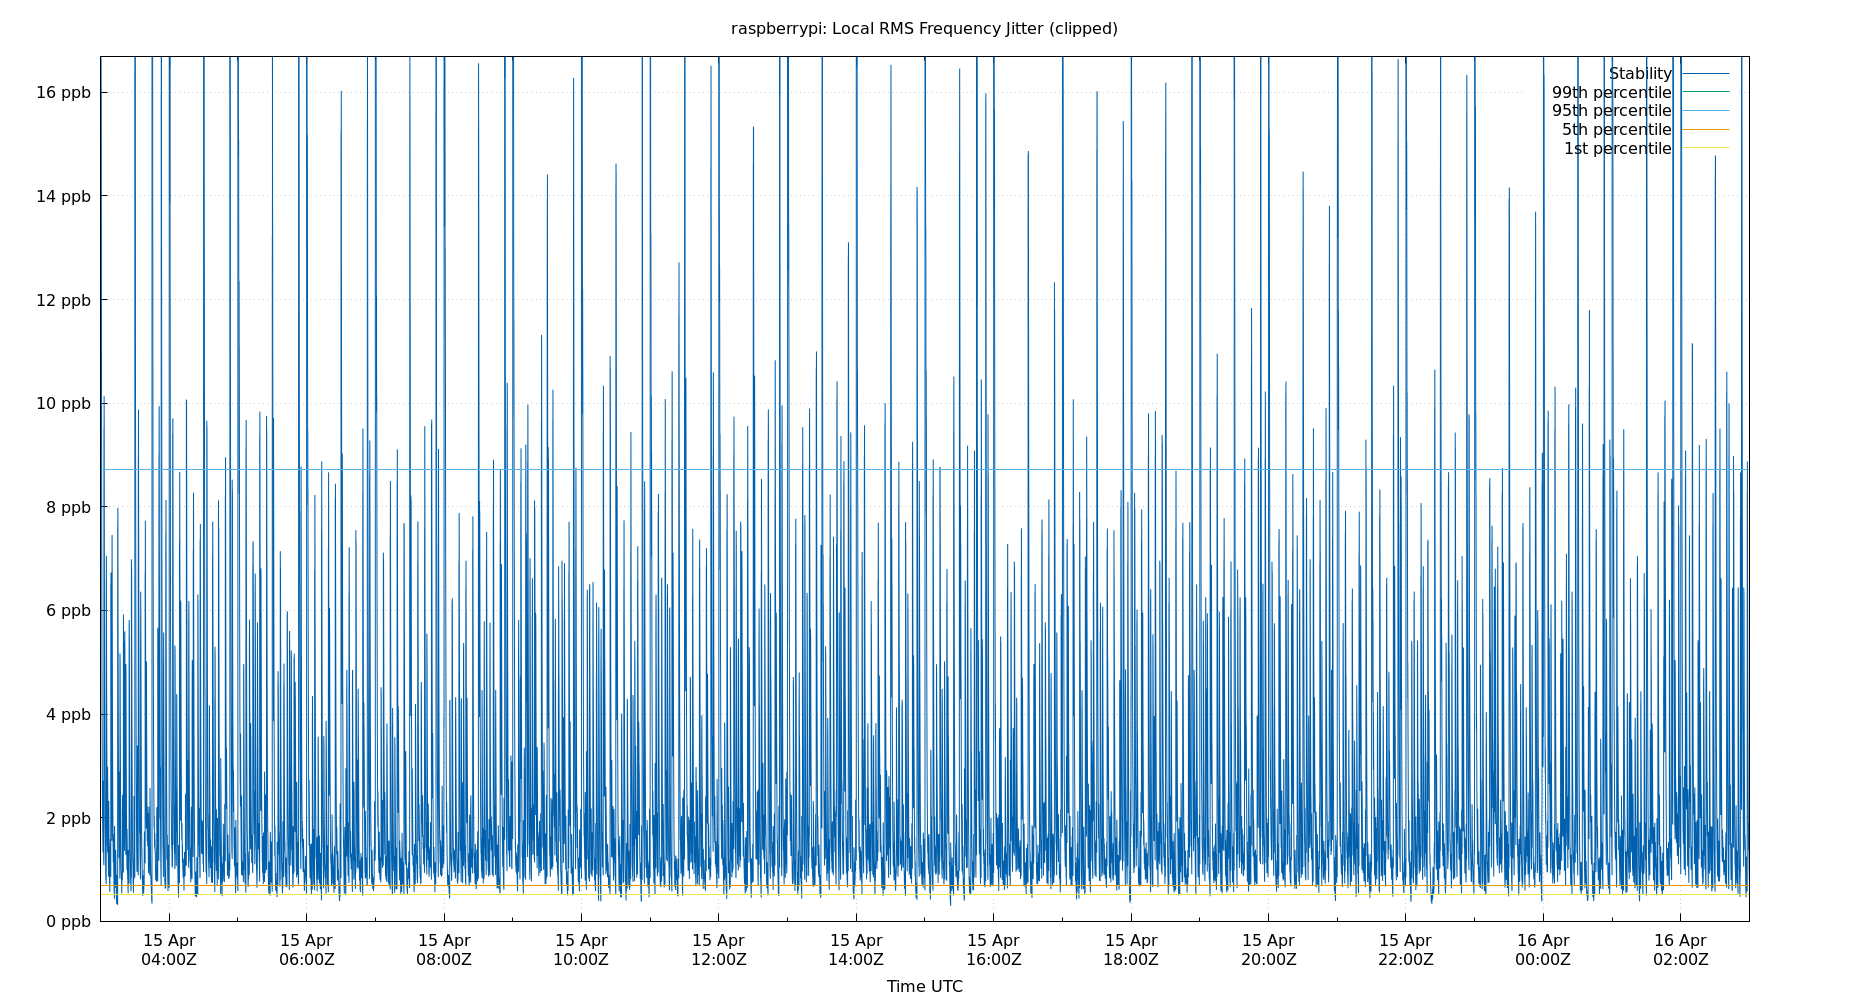 raspberrypi: Local RMS Frequency Jitter (clipped)
Stability
99th percentile
95th percentile
5th percentile
1st percentile
16 ppb
14 ppb
12 ppb
10 ppb
8 ppb
6 ppb
4 ppb
2 ppb
0 ppb
15 Apr 15 Apr 15 Apr 15 Apr 15 Apr 15 Apr 15 Apr 15 Apr 15 Apr 15 Apr 16 Apr 16 Apr
04:00Z 06:00Z 08:00Z 10:00Z 12:00Z 14:00Z 16:00Z 18:00Z 20:00Z 22:00Z 00:00Z 02:00Z
Time UTC